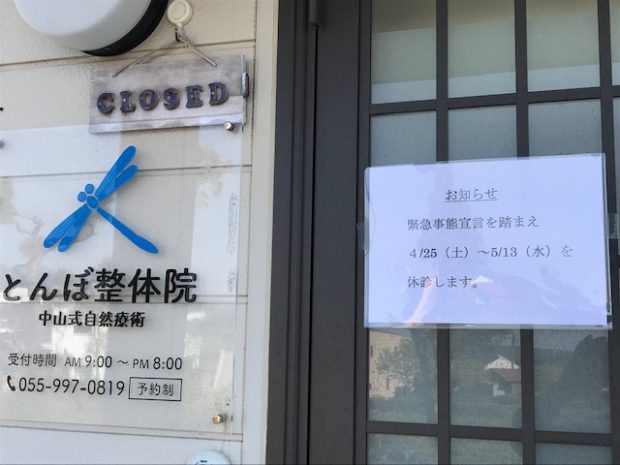 CLOSED
とんぼ整体院
中山式自然療術
受付時間 AM 9:00 〜 PM 8:00
055-997-0819 予約制
お知らせ
緊急事態宣言を踏まえ
4/25（土）〜5/13（水）を
休診します。